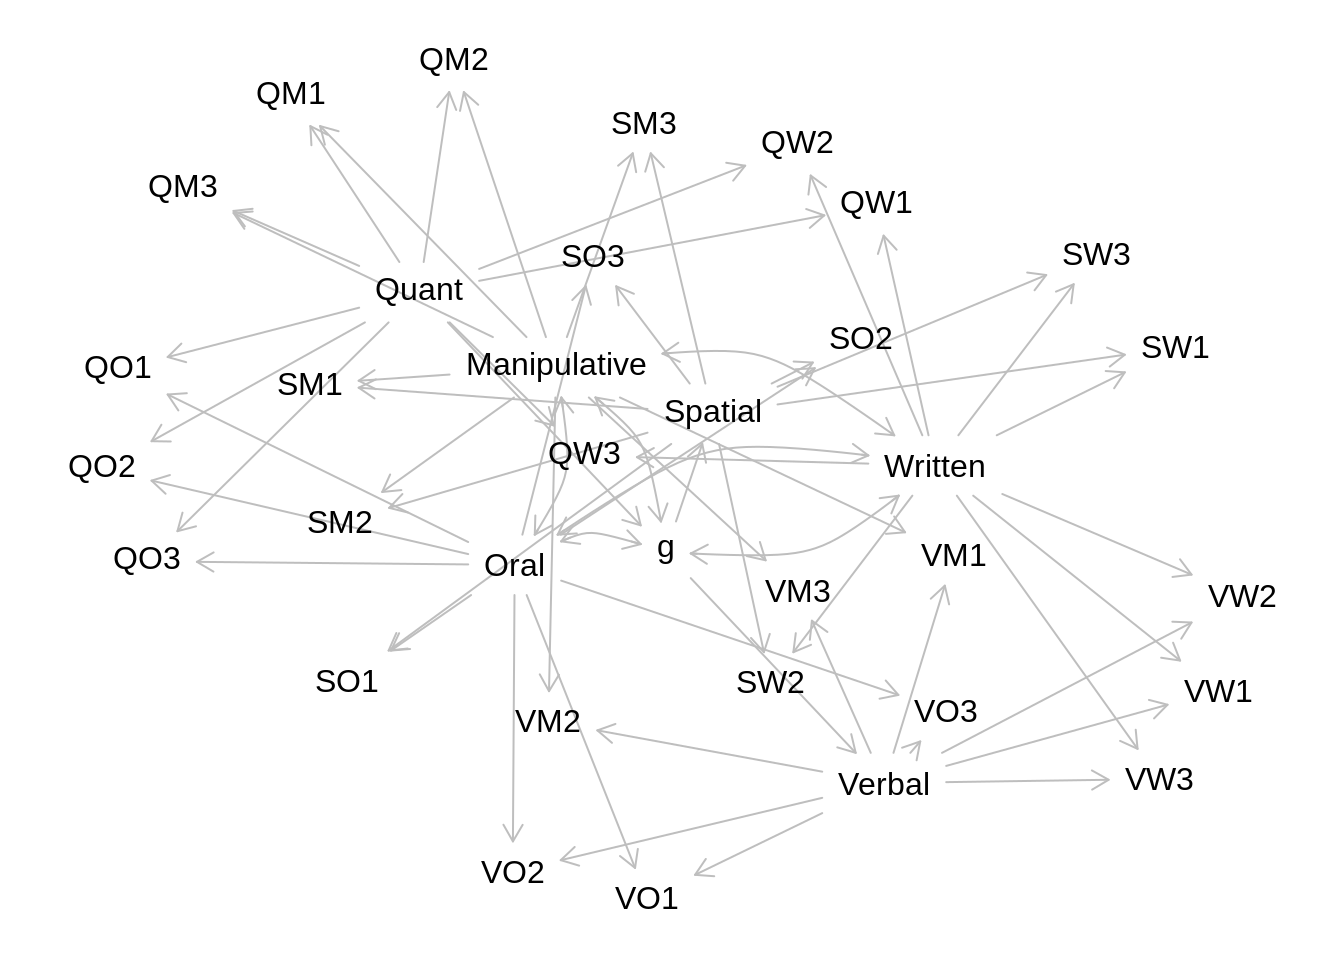 QM2
QM1
SM3
QW2
QM3
QW1
SW3
SO3
Quant
SO2
SW1
Manipulative
QO1
SM1
Spatial
QW3
QO2
Written
SM2
g
VM1
QO3
Oral
VM3
VW2
SO1
SW2
VW1
VO3
VM2
VW3
Verbal
VO2
VO1